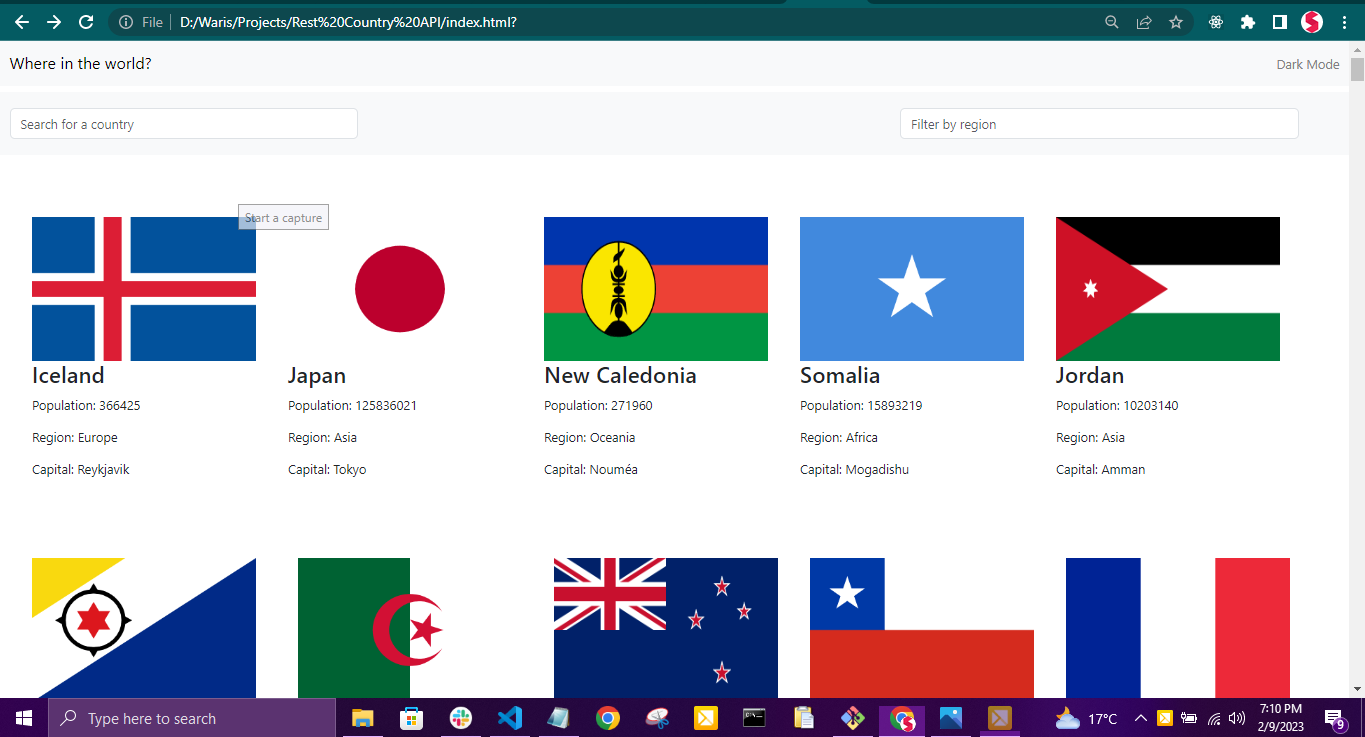 File
D:/Waris/Projects/Rest%20Country%20API/index.html?
Where in the world?
Dark Mode
Search for a country
Filter by region
Start a capture
Iceland
Population: 366425
Region: Europe
Capital: Reykjavik
Japan
Population: 125836021
Region: Asia
Capital: Tokyo
New Caledonia
Population: 271960
Region: Oceania
Capital: Nouméa
Somalia
Population: 15893219
Region: Africa
Capital: Mogadishu
Jordan
Population: 10203140
Region: Asia
Capital: Amman
Type here to search
17°C
7:10 PM
2/9/2023
9